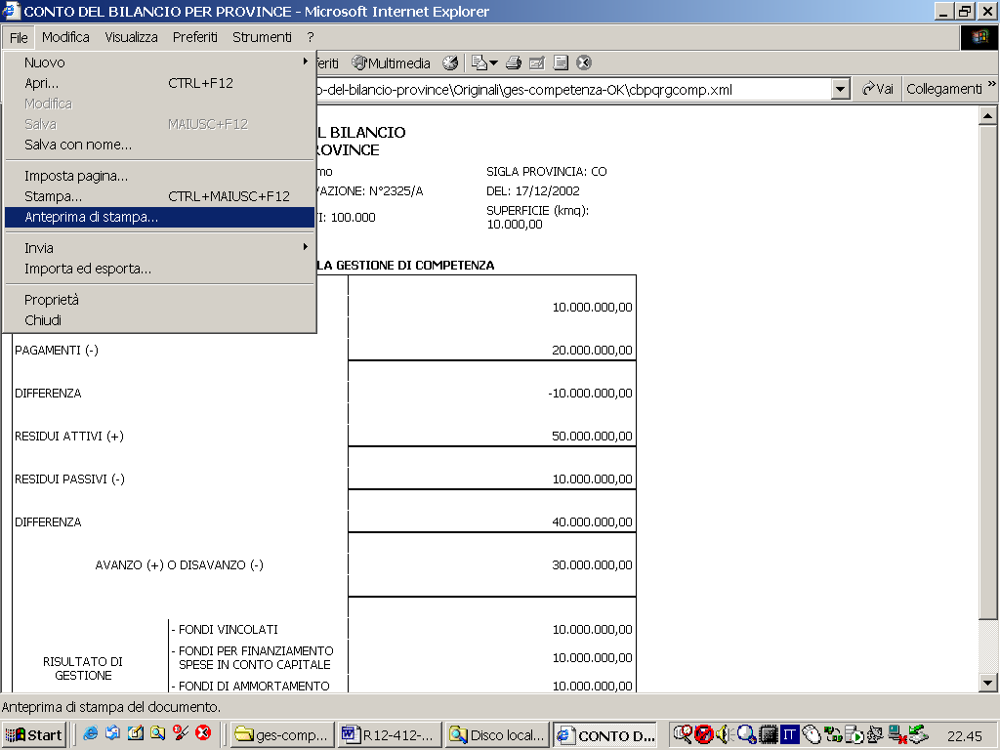 CONTO DEL BILANCIO PER PROVINCE - Microsoft Internet Explorer
File Modifica Visualizza Preferiti Strumenti ?
eriti Multimedia
o-del-bilancio-province\Originali\ges-competenza-OK\cbpqrgcomp.xml Vai Collegamenti »
Nuovo
Apri... CTRL+F12
Modifica
Salva MAIUSC+F12
Salva con nome...
Imposta pagina...
Stampa... CTRL+MAIUSC+F12
Anteprima di stampa...
Invia
Importa ed esporta...
Proprietà
Chiudi
L BILANCIO
ROVINCE
mo SIGLA PROVINCIA: CO
AZIONE: N°2325/A DEL: 17/12/2002
I: 100.000 SUPERFICIE (kmq):
10.000,00
LA GESTIONE DI COMPETENZA
10.000.000,00
PAGAMENTI (-) 20.000.000,00
DIFFERENZA -10.000.000,00
RESIDUI ATTIVI (+) 50.000.000,00
RESIDUI PASSIVI (-) 10.000.000,00
DIFFERENZA 40.000.000,00
AVANZO (+) O DISAVANZO (-) 30.000.000,00
RISULTATO DI
GESTIONE
- FONDI VINCOLATI 10.000.000,00
- FONDI PER FINANZIAMENTO
SPESE IN CONTO CAPITALE 10.000.000,00
- FONDI DI AMMORTAMENTO 10.000.000,00
Anteprima di stampa del documento.
Start ges-comp... R12-412-... Disco local... CONTO D... IT 22.45